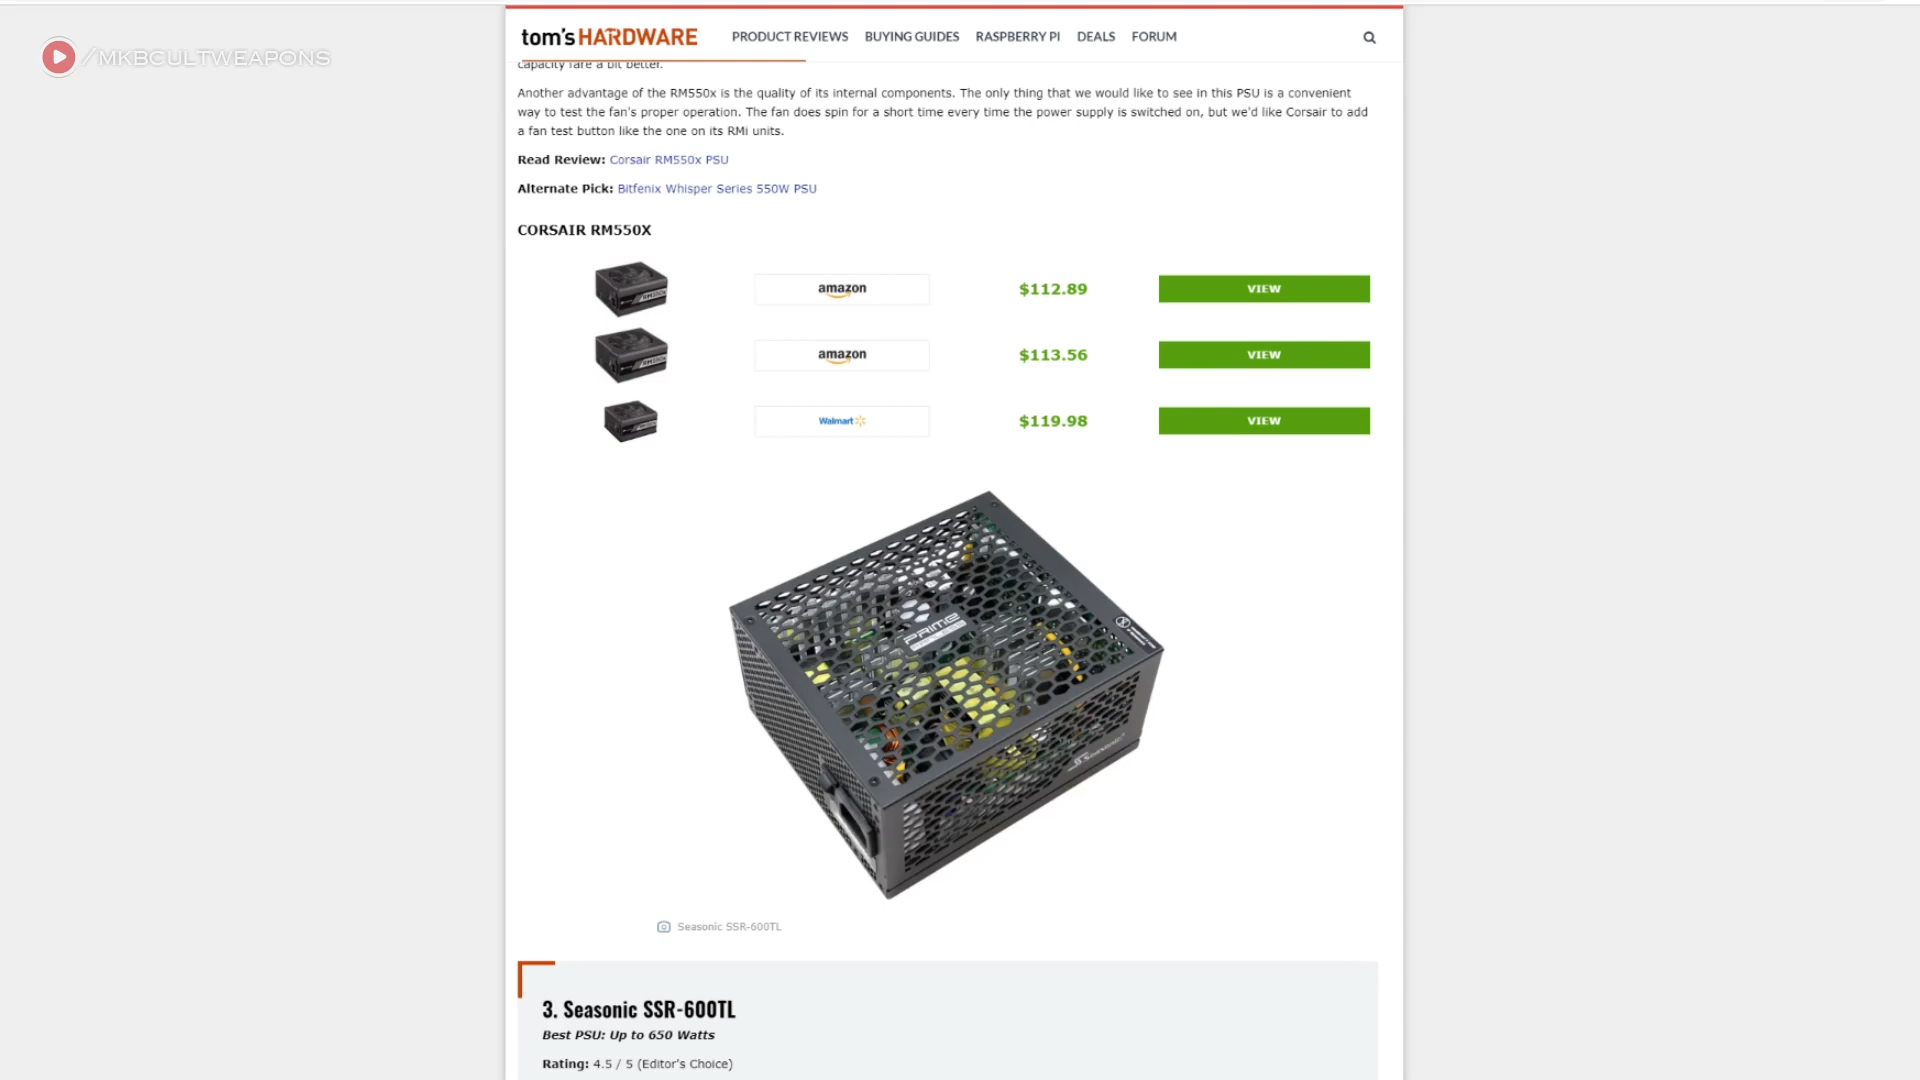 /MKBCULTWEAPONS
tom's HARDWARE
PRODUCT REVIEWS BUYING GUIDES RASPBERRY PI DEALS FORUM
capacity fare a bit better.
Another advantage of the RM550x is the quality of its internal components. The only thing that we would like to see in this PSU is a convenient
way to test the fan's proper operation. The fan does spin for a short time every time the power supply is switched on, but we'd like Corsair to add
a fan test button like the one on its RMi units.
Read Review: Corsair RM550x PSU
Alternate Pick: Bitfenix Whisper Series 550W PSU
CORSAIR RM550X
amazon $112.89 VIEW
amazon $113.56 VIEW
Walmart $119.98 VIEW
PRIME
Seasonic SSR-600TL
3. Seasonic SSR-600TL
Best PSU: Up to 650 Watts
Rating: 4.5 / 5 (Editor's Choice)